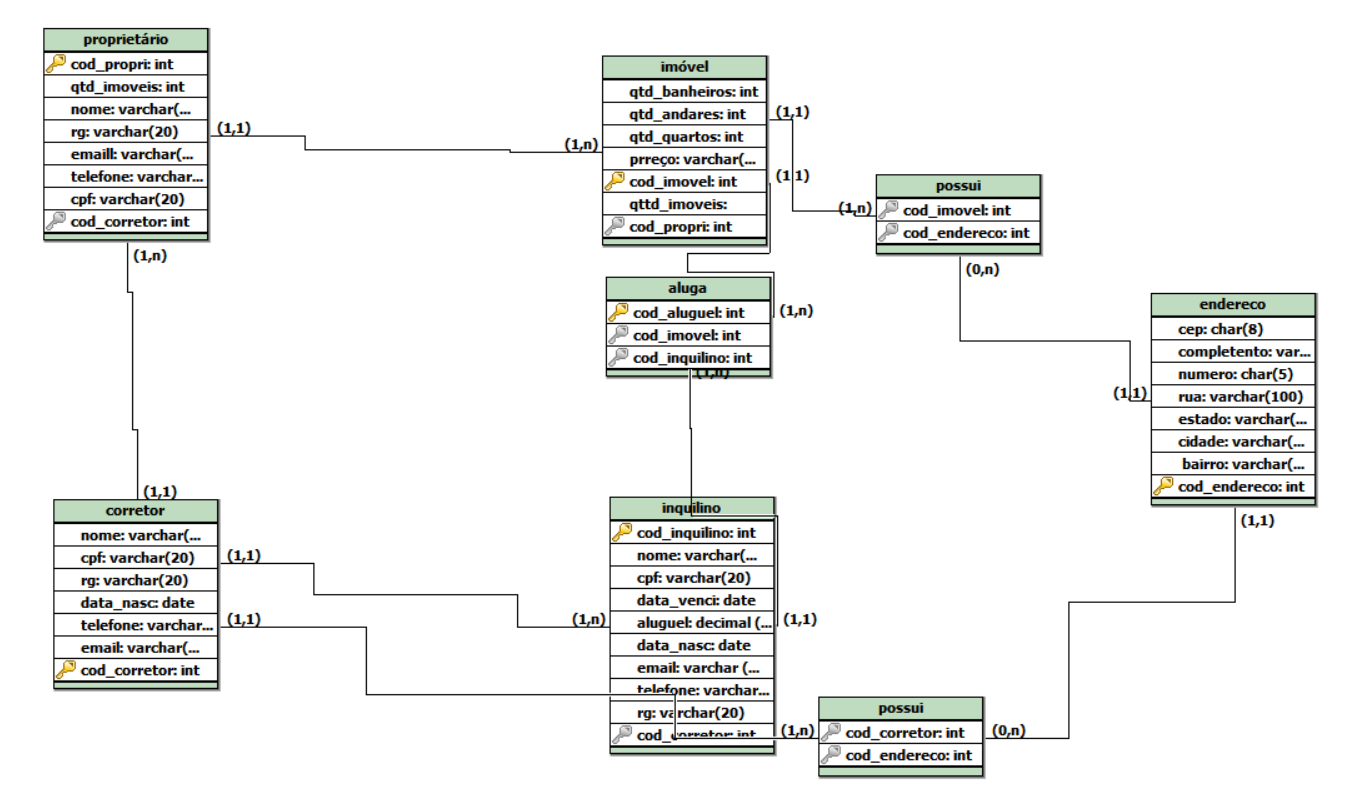 proprietário
cod_propri: int
qtd_imoveis: int
nome: varchar(...
rg: varchar(20)
emaill: varchar(...
telefone: varchar...
cpf: varchar(20)
cod_corretor: int
(1,1)
(1,n)
(1,n)
imóvel
qtd_banheiros: int
qtd_andares: int
qtd_quartos: int
prreço: varchar(...
cod_imovel: int
qttd_imoveis:
cod_propri: int
(1,1)
(1,1)
(1,n)
possui
cod_imovel: int
cod_endereco: int
(0,n)
aluga
cod_aluguel: int
cod_imovel: int
cod_inquilino: int
(1,n)
(1,n)
endereco
cep: char(8)
completento: var...
numero: char(5)
rua: varchar(100)
estado: varchar(...
cidade: varchar(...
bairro: varchar(...
cod_endereco: int
(1,1)
(1,1)
(1,1)
corretor
nome: varchar(...
cpf: varchar(20)
rg: varchar(20)
data_nasc: date
telefone: varchar...
email: varchar(...
cod_corretor: int
(1,1)
(1,1)
(1,n)
inquilino
cod_inquilino: int
nome: varchar(...
cpf: varchar(20)
data_venci: date
aluguel: decimal (...
data_nasc: date
email: varchar (...
telefone: varchar...
rg: varchar(20)
cod_corretor: int
(1,1)
(1,n)
possui
cod_corretor: int
cod_endereco: int
(0,n)